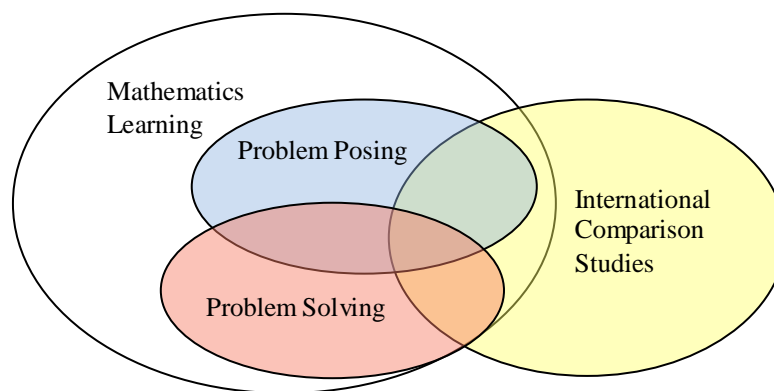 Mathematics
Learning
Problem Posing
International
Comparison
Studies
Problem Solving